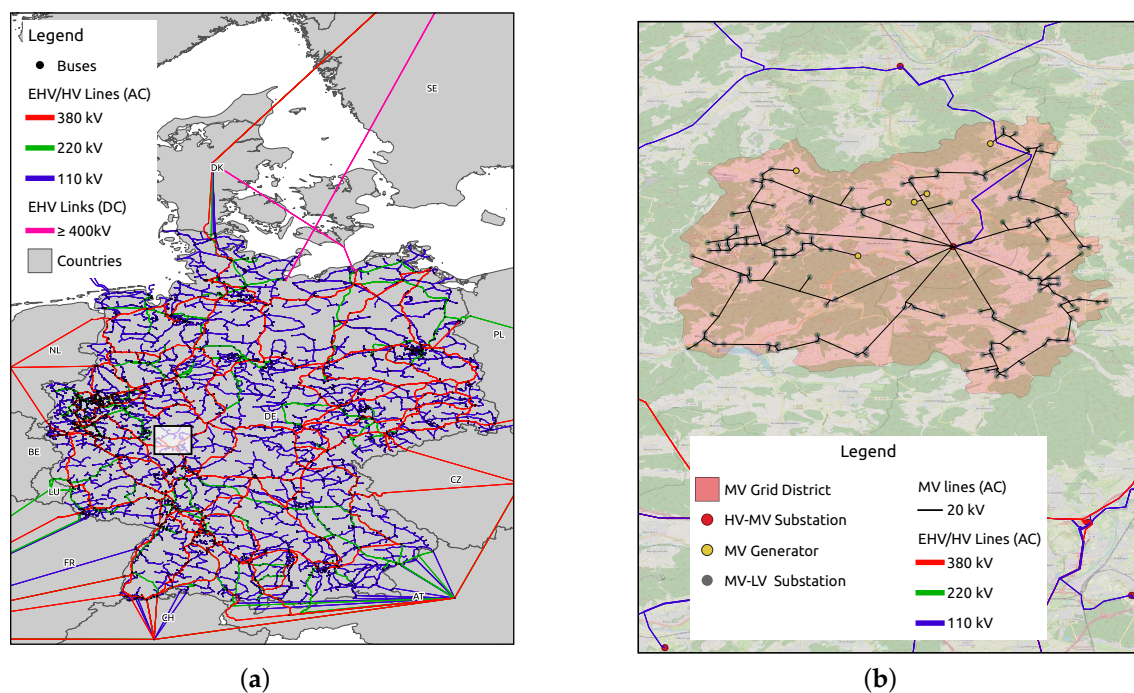 Legend
Buses
EHV/HV Lines (AC)
380 kV
220 kV
110 kV
EHV Links (DC)
≥ 400kV
Countries
SE
DK
NL
PL
DE
BE
LU
CZ
FR
AT
CH
(a)
Legend
MV Grid District
HV-MV Substation
MV Generator
MV-LV Substation
MV lines (AC)
20 kV
EHV/HV Lines (AC)
380 kV
220 kV
110 kV
(b)